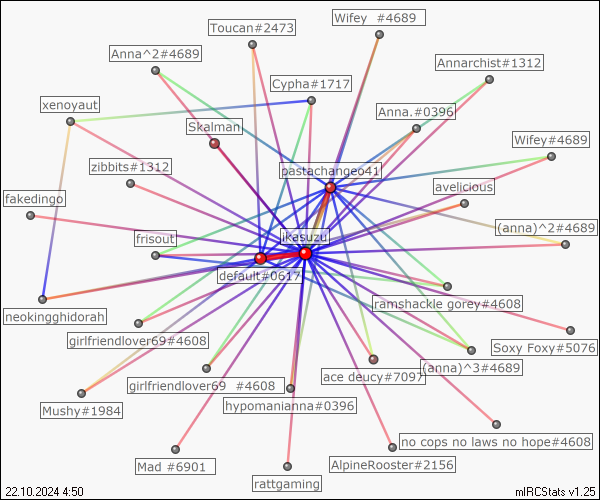 Wifey  #4689
Toucan#2473
Anna^2#4689
Annarchist#1312
Cypha#1717
xenoyaut
Anna.#0396
Skalman
Wifey#4689
zibbits#1312
pastachangeo41
avelicious
fakedingo
(anna)^2#4689
frisout
ikasuzu
default#0617
ramshackle gorey#4608
neokingghidorah
girlfriendlover69#4608
Soxy Foxy#5076
(anna)^3#4689
ace deucy#7097
girlfriendlover69  #4608
hypomanianna#0396
Mushy#1984
no cops no laws no hope#4608
Mad #6901
AlpineRooster#2156
rattgaming
22.10.2024 4:50
mIRCStats v1.25